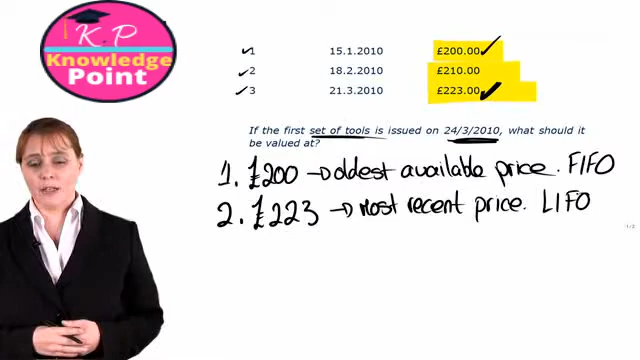 K.P
Knowledge
Point
1 15.1.2010 £200.00
2 18.2.2010 £210.00
3 21.3.2010 £223.00
If the first set of tools is issued on 24/3/2010, what should it
be valued at?
1. £200 → oldest available price. FIFO
2. £223 → most recent price. LIFO
1/2